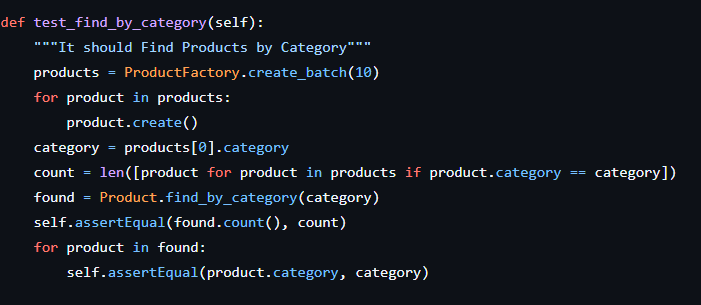 def test_find_by_category(self):
    """It should Find Products by Category"""
    products = ProductFactory.create_batch(10)
    for product in products:
        product.create()
    category = products[0].category
    count = len([product for product in products if product.category == category])
    found = Product.find_by_category(category)
    self.assertEqual(found.count(), count)
    for product in found:
        self.assertEqual(product.category, category)